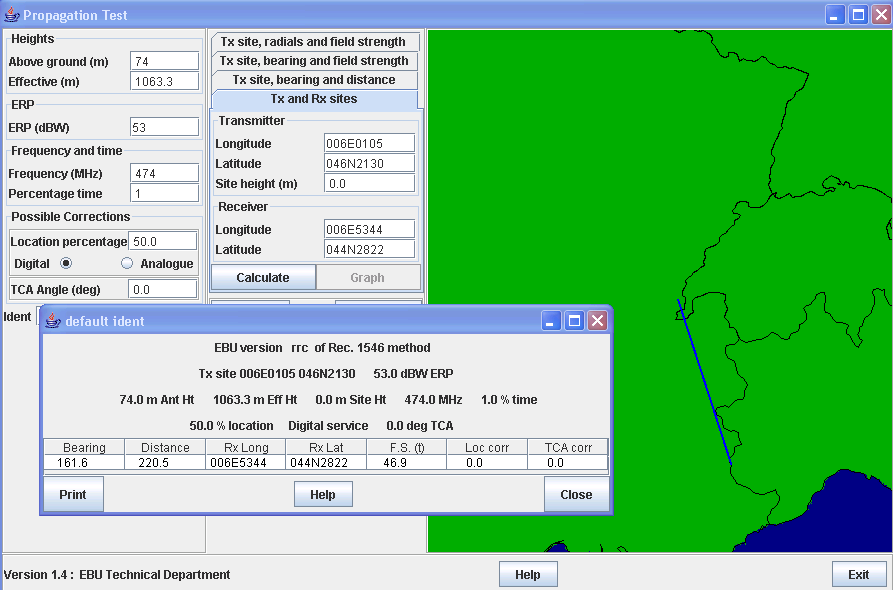 Propagation Test
Heights
Above ground (m) 74
Effective (m) 1063.3
ERP
ERP (dBW) 53
Frequency and time
Frequency (MHz) 474
Percentage time 1
Possible Corrections
Location percentage 50.0
Digital Analogue
TCA Angle (deg) 0.0
Ident
Tx site, radials and field strength
Tx site, bearing and field strength
Tx site, bearing and distance
Tx and Rx sites
Transmitter
Longitude 006E0105
Latitude 046N2130
Site height (m) 0.0
Receiver
Longitude 006E5344
Latitude 044N2822
Calculate Graph
default ident
EBU version rrc of Rec. 1546 method
Tx site 006E0105 046N2130 53.0 dBW ERP
74.0 m Ant Ht 1063.3 m Eff Ht 0.0 m Site Ht 474.0 MHz 1.0 % time
50.0 % location Digital service 0.0 deg TCA
Bearing Distance Rx Long Rx Lat F.S. (t) Loc corr TCA corr
161.6 220.5 006E5344 044N2822 46.9 0.0 0.0
Print Help Close
Version 1.4 : EBU Technical Department Help Exit